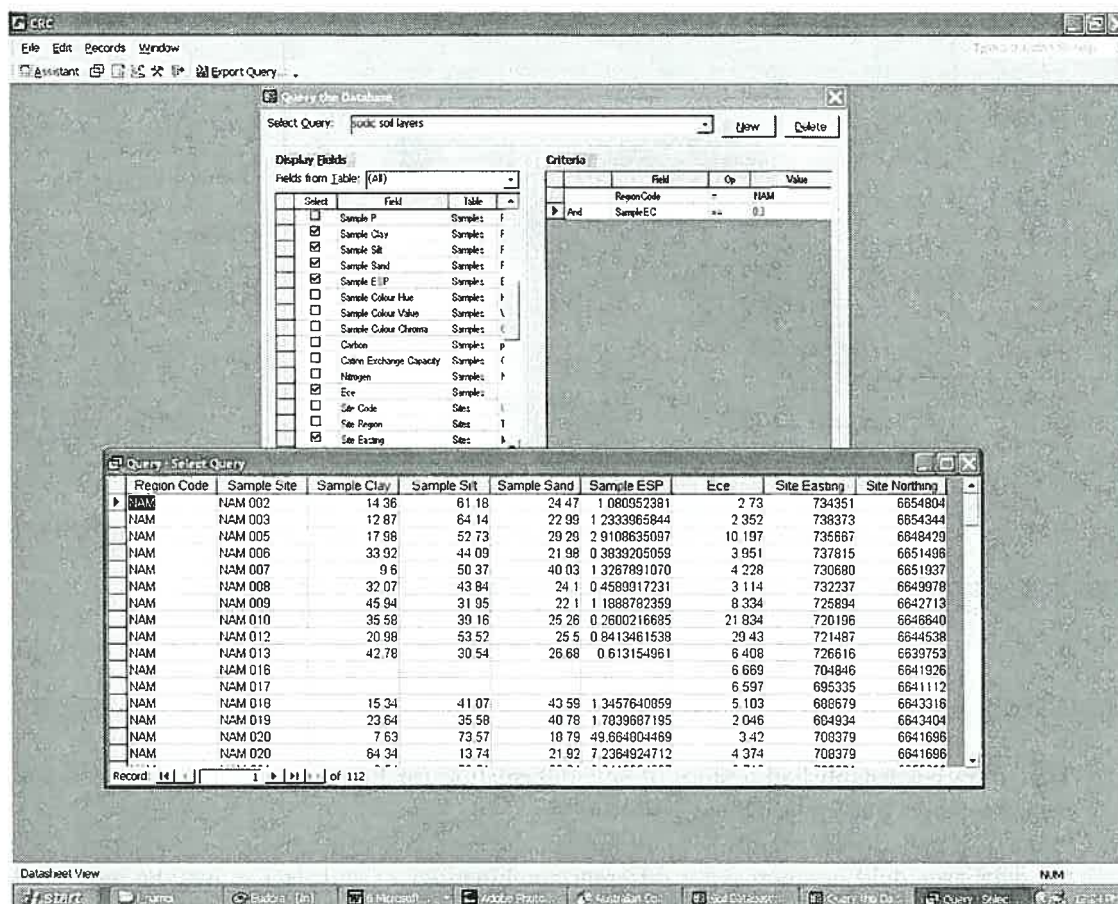 CRC
File Edit Records Window
Assistant Export Query...
Query the Database
Select Query: sodic soil layers New Delete
Display Fields Criteria
Fields from Table: (All)
Field Op Value
Select Field Table
RegionCode = NAM
And SampleEC
Sample P Samples
Sample Clay Samples
Sample Silt Samples
Sample Sand Samples
Sample ESP Samples
Sample Colour Hue Samples
Sample Colour Value Samples
Sample Colour Chroma Samples
Carbon Samples
Cation Exchange Capacity Samples
Nitrogen Samples
Ece Samples
Site Code Sites
Site Region Sites
Site Easting Sites
Query : Select Query
Region Code Sample Site Sample Clay Sample Silt Sample Sand Sample ESP Ece Site Easting Site Northing
NAM NAM 002 14.36 61.18 24.47 1.080952381 2.73 734351 6654804
NAM NAM 003 12.87 64.14 22.99 1.2333965844 2.352 738373 6654344
NAM NAM 005 17.98 52.73 29.29 2.9108635097 10.197 735667 6648429
NAM NAM 006 33.92 44.09 21.98 0.3839205059 3.951 737815 6651496
NAM NAM 007 9.6 50.37 40.03 1.3267891070 4.228 730680 6651937
NAM NAM 008 32.07 43.84 24.1 0.4589917231 3.114 732237 6649978
NAM NAM 009 45.94 31.95 22.1 1.1888782359 8.334 725894 6642713
NAM NAM 010 35.58 39.16 25.26 0.2600216685 21.834 720196 6646640
NAM NAM 012 20.98 53.52 25.5 0.8413461538 29.43 721487 6644538
NAM NAM 013 42.78 30.54 26.68 0.613154961 6.408 726616 6639753
NAM NAM 016 6.669 704846 6641926
NAM NAM 017 6.597 695335 6641112
NAM NAM 018 15.34 41.07 43.59 1.3457640859 5.103 688679 6643316
NAM NAM 019 23.64 35.58 40.78 1.7839687195 2.046 684934 6643404
NAM NAM 020 7.63 73.57 18.79 49.664804469 3.42 708379 6641696
NAM NAM 020 64.34 13.74 21.92 7.2364924712 4.374 708379 6641696
Record: 1 of 112
Datasheet View NUM
Start Eudora - [In] 6 Microsoft ... Adobe Photo... Australian Co... Soil Database Query the Da... Query : Selec...